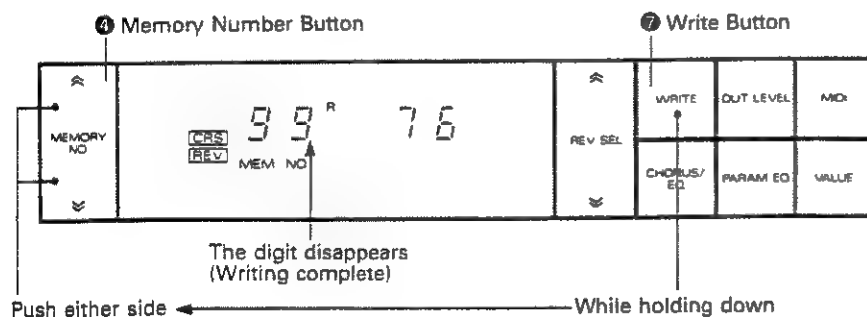 ❹ Memory Number Button
❼ Write Button
MEMORY
NO
CRS
REV
99 R 76
MEM NO
REV SEL
WRITE
OUT LEVEL
MIDI
CHORUS/
EQ
PARAM EQ
VALUE
The digit disappears
(Writing complete)
Push either side
While holding down